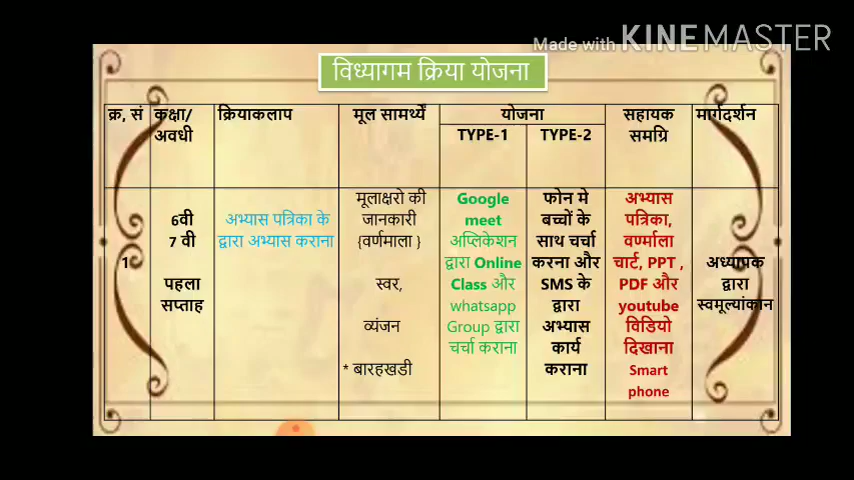 Made with KINEMASTER
विध्यागम क्रिया योजना
क्र, सं कक्षा/ क्रियाकलाप मूल सामर्थ्यें योजना सहायक मार्गदर्शन
अवधी TYPE-1 TYPE-2 समग्रि
1
6वी
7 वी
पहला
सप्ताह
अभ्यास पत्रिका के
द्वारा अभ्यास कराना
मूलाक्षरो की
जानकारी
{वर्णमाला }
स्वर,
व्यंजन
* बारहखडी
Google
meet
अप्लिकेशन
द्वारा Online
Class और
whatsapp
Group द्वारा
चर्चा कराना
फोन मे
बच्चों के
साथ चर्चा
करना और
SMS के
द्वारा
अभ्यास
कार्य
कराना
अभ्यास
पत्रिका,
वर्ण्माला
चार्ट, PPT ,
PDF और
youtube
विडियो
दिखाना
Smart
phone
अध्यापक
द्वारा
स्वमूल्यांकान